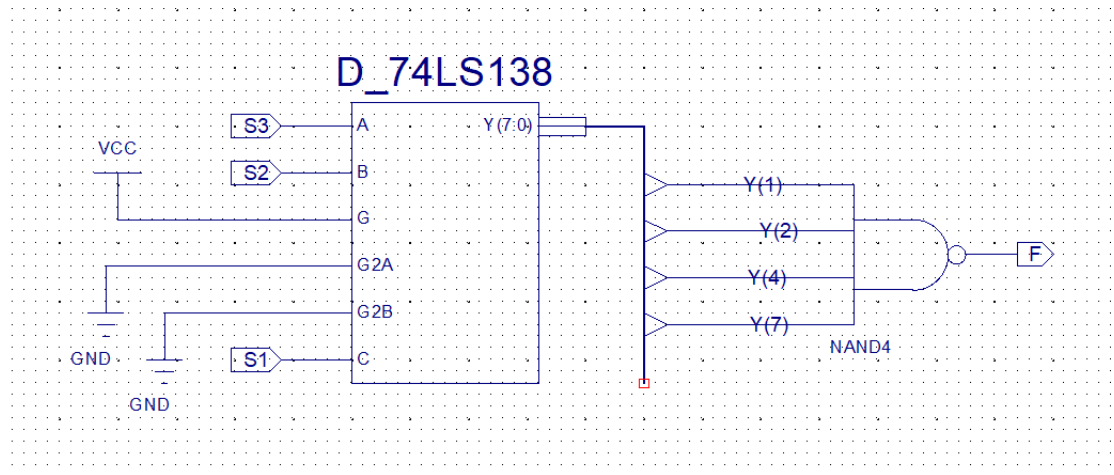 D_74LS138
S3
A
Y(7:0)
VCC
S2
B
Y(1)
G
Y(2)
F
G2A
Y(4)
G2B
Y(7)
NAND4
GND
S1
C
GND